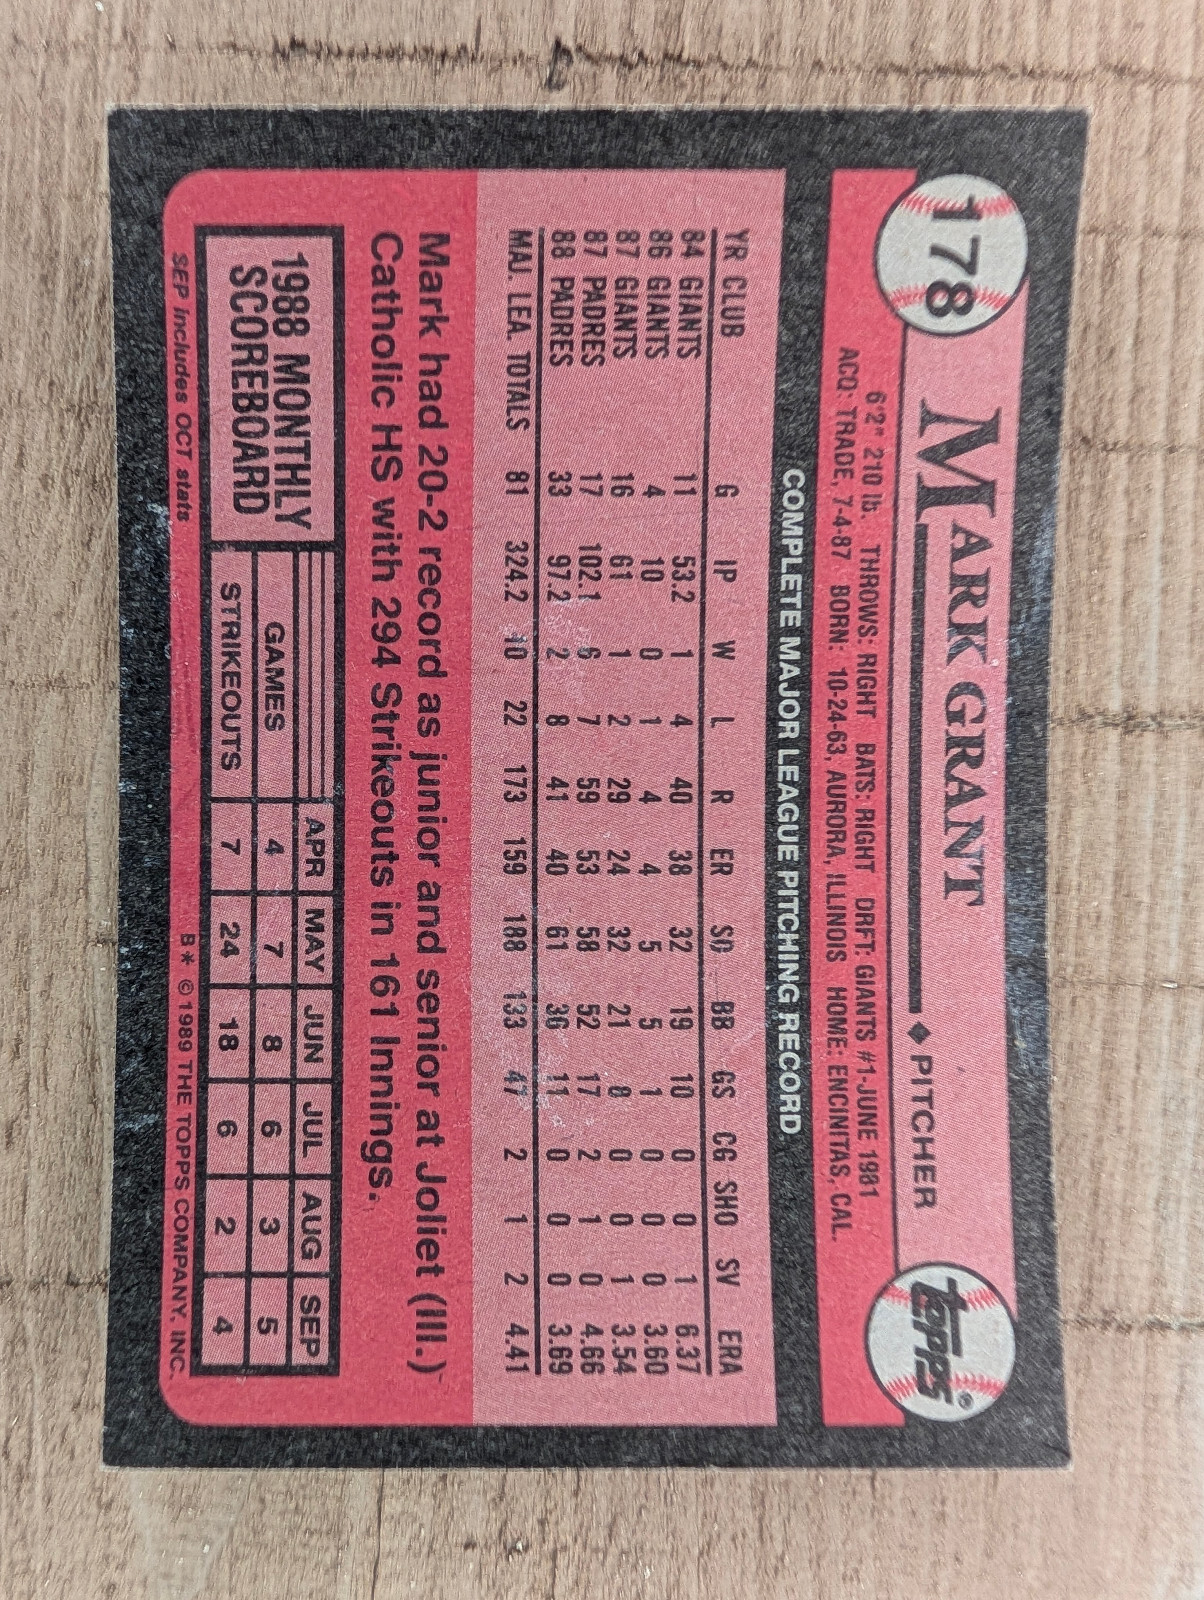 178
MARK GRANT
PITCHER
topps®
6'2" 210 lb. THROWS: RIGHT BATS: RIGHT DRFT: GIANTS #1-JUNE 1981
ACQ: TRADE, 7-4-87 BORN: 10-24-63, AURORA, ILLINOIS HOME: ENCINITAS, CAL.
COMPLETE MAJOR LEAGUE PITCHING RECORD
YR CLUB G IP W L R ER SO BB GS CG SHO SV ERA
84 GIANTS 11 53.2 1 4 40 38 32 19 10 0 0 1 6.37
86 GIANTS 4 10 0 1 4 4 5 5 1 0 0 0 3.60
87 GIANTS 16 61 1 2 29 24 32 21 8 0 0 1 3.54
87 PADRES 17 102.1 6 7 59 53 58 52 17 2 1 0 4.66
88 PADRES 33 97.2 2 8 41 40 61 36 11 0 0 0 3.69
MAJ. LEA. TOTALS 81 324.2 10 22 173 159 188 133 47 2 1 2 4.41
Mark had 20-2 record as junior and senior at Joliet (Ill.)
Catholic HS with 294 Strikeouts in 161 Innings.
1988 MONTHLY
SCOREBOARD
APR MAY JUN JUL AUG SEP
GAMES 4 7 8 6 3 5
STRIKEOUTS 7 24 18 6 2 4
SEP includes OCT stats
B* ©1989 THE TOPPS COMPANY, INC.